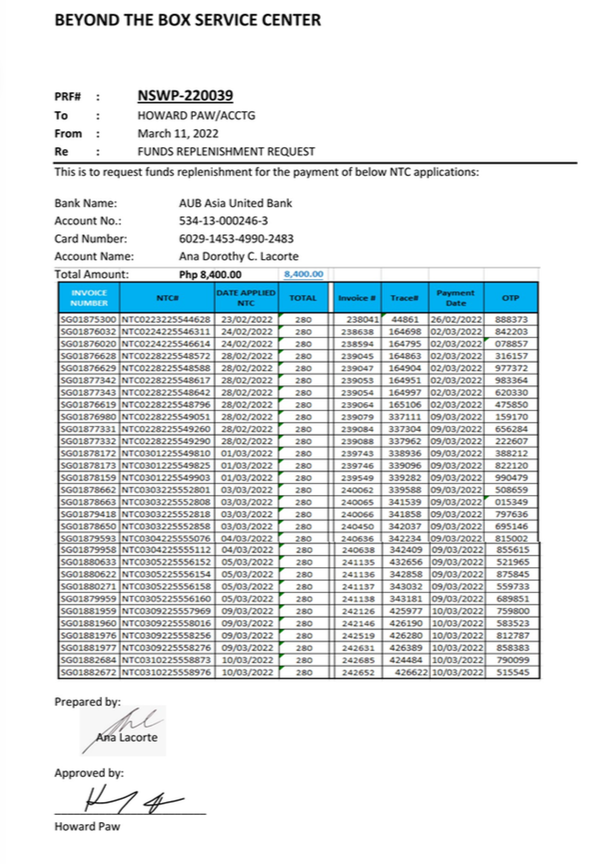 BEYOND THE BOX SERVICE CENTER
PRF# : NSWP-220039
To : HOWARD PAW/ACCTG
From : March 11, 2022
Re : FUNDS REPLENISHMENT REQUEST
This is to request funds replenishment for the payment of below NTC applications:
Bank Name: AUB Asia United Bank
Account No.: 534-13-000246-3
Card Number: 6029-1453-4990-2483
Account Name: Ana Dorothy C. Lacorte
Total Amount: Php 8,400.00 8,400.00
INVOICE NUMBER NTC# DATE APPLIED NTC TOTAL Invoice # Trace# Payment Date OTP
SG01875300 NTC0223225544628 23/02/2022 280 238041 44861 26/02/2022 888373
SG01876032 NTC0224225546311 24/02/2022 280 238638 164698 02/03/2022 842203
SG01876020 NTC0224225546614 24/02/2022 280 238594 164795 02/03/2022 078857
SG01876628 NTC0228225548572 28/02/2022 280 239045 164863 02/03/2022 316157
SG01876629 NTC0228225548588 28/02/2022 280 239047 164904 02/03/2022 977372
SG01877342 NTC0228225548617 28/02/2022 280 239053 164951 02/03/2022 983364
SG01877343 NTC0228225548642 28/02/2022 280 239054 164997 02/03/2022 620330
SG01876619 NTC0228225548796 28/02/2022 280 239064 165106 02/03/2022 475850
SG01876980 NTC0228225549051 28/02/2022 280 239079 337111 09/03/2022 159170
SG01877331 NTC0228225549260 28/02/2022 280 239084 337304 09/03/2022 656284
SG01877332 NTC0228225549290 28/02/2022 280 239088 337962 09/03/2022 222607
SG01878172 NTC0301225549810 01/03/2022 280 239743 338936 09/03/2022 388212
SG01878173 NTC0301225549825 01/03/2022 280 239746 339096 09/03/2022 822120
SG01878159 NTC0301225549903 01/03/2022 280 239549 339282 09/03/2022 990479
SG01878662 NTC0303225552801 03/03/2022 280 240062 339588 09/03/2022 508659
SG01878663 NTC0303225552808 03/03/2022 280 240065 341539 09/03/2022 015349
SG01879418 NTC0303225552818 03/03/2022 280 240066 341858 09/03/2022 797636
SG01878650 NTC0303225552858 03/03/2022 280 240450 342037 09/03/2022 695146
SG01879593 NTC0304225555076 04/03/2022 280 240636 342234 09/03/2022 815002
SG01879958 NTC0304225555112 04/03/2022 280 240638 342409 09/03/2022 855615
SG01880633 NTC0305225556152 05/03/2022 280 241135 432656 09/03/2022 521965
SG01880622 NTC0305225556154 05/03/2022 280 241136 342858 09/03/2022 875845
SG01880271 NTC0305225556158 05/03/2022 280 241137 343032 09/03/2022 559733
SG01879959 NTC0305225556160 05/03/2022 280 241138 343181 09/03/2022 689851
SG01881959 NTC0309225557969 09/03/2022 280 242126 425977 10/03/2022 759800
SG01881960 NTC0309225558016 09/03/2022 280 242146 426190 10/03/2022 583523
SG01881976 NTC0309225558256 09/03/2022 280 242519 426280 10/03/2022 812787
SG01881977 NTC0309225558276 09/03/2022 280 242631 426389 10/03/2022 858383
SG01882684 NTC0310225558873 10/03/2022 280 242685 424484 10/03/2022 790099
SG01882672 NTC0310225558976 10/03/2022 280 242652 426622 10/03/2022 515545
Prepared by:
Ana Lacorte
Approved by:
Howard Paw